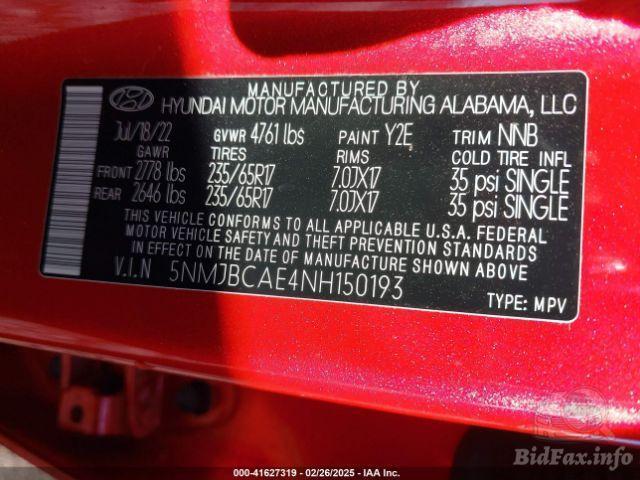 MANUFACTURED BY
HYUNDAI MOTOR MANUFACTURING ALABAMA, LLC
Jul/18/22 GVWR 4761 lbs PAINT Y2E TRIM NNB
GAWR TIRES RIMS COLD TIRE INFL
FRONT 2778 lbs 235/65R17 7.0JX17 35 psi SINGLE
REAR 2646 lbs 235/65R17 7.0JX17 35 psi SINGLE
THIS VEHICLE CONFORMS TO ALL APPLICABLE U.S.A. FEDERAL
MOTOR VEHICLE SAFETY AND THEFT PREVENTION STANDARDS
IN EFFECT ON THE DATE OF MANUFACTURE SHOWN ABOVE
V.I.N 5NMJBCAE4NH150193
TYPE: MPV
BidFax.info
000-41627319 - 02/26/2025 - IAA Inc.